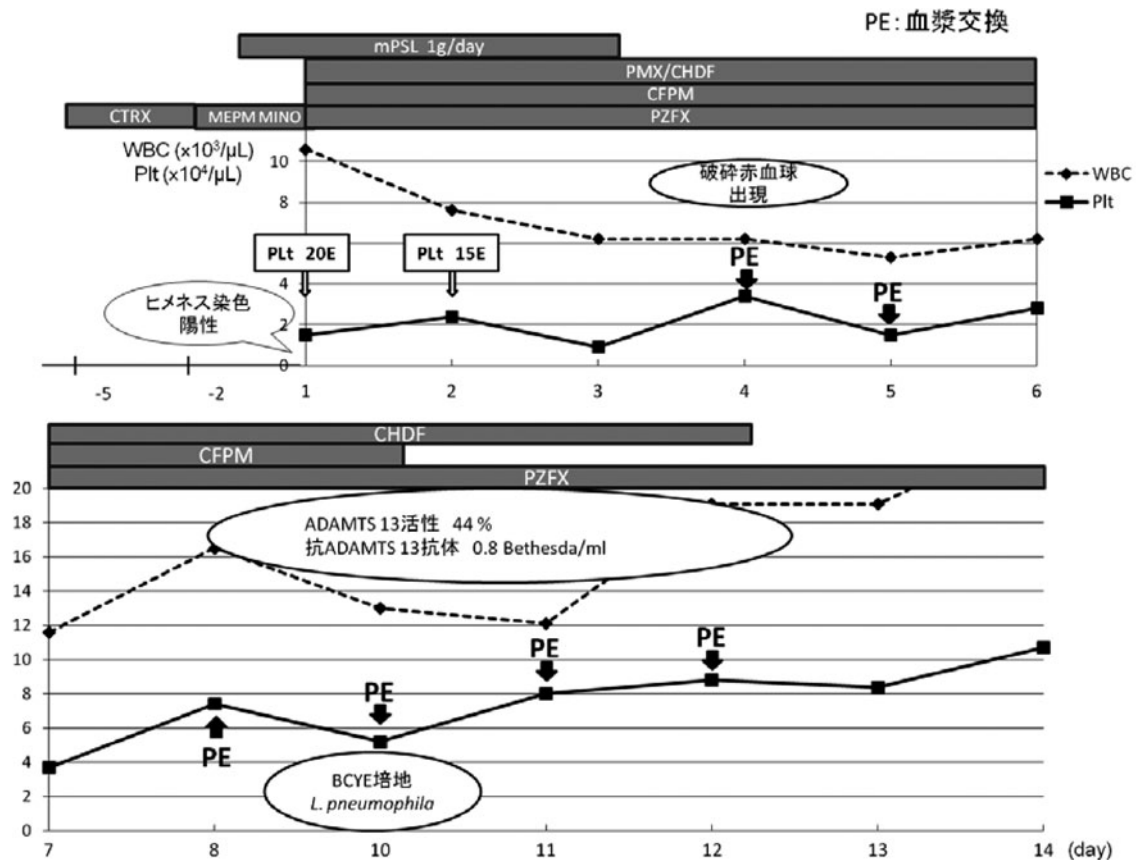 PE：血漿交換
mPSL 1g/day
PMX/CHDF
CFPM
CTRX
MEPM MINO
PZFX
WBC (x10³/μL)
Plt (x10⁴/μL)
10
8
4
2
0
破砕赤血球
出現
WBC
Plt
PLt 20E
PLt 15E
PE
PE
ヒメネス染色
陽性
-5
-2
1
2
3
4
5
6
CHDF
CFPM
PZFX
20
18
16
14
12
10
8
6
4
2
0
ADAMTS 13活性 44 %
抗ADAMTS 13抗体 0.8 Bethesda/ml
PE
PE
PE
PE
BCYE培地
L. pneumophila
7
8
10
11
12
13
14
(day)